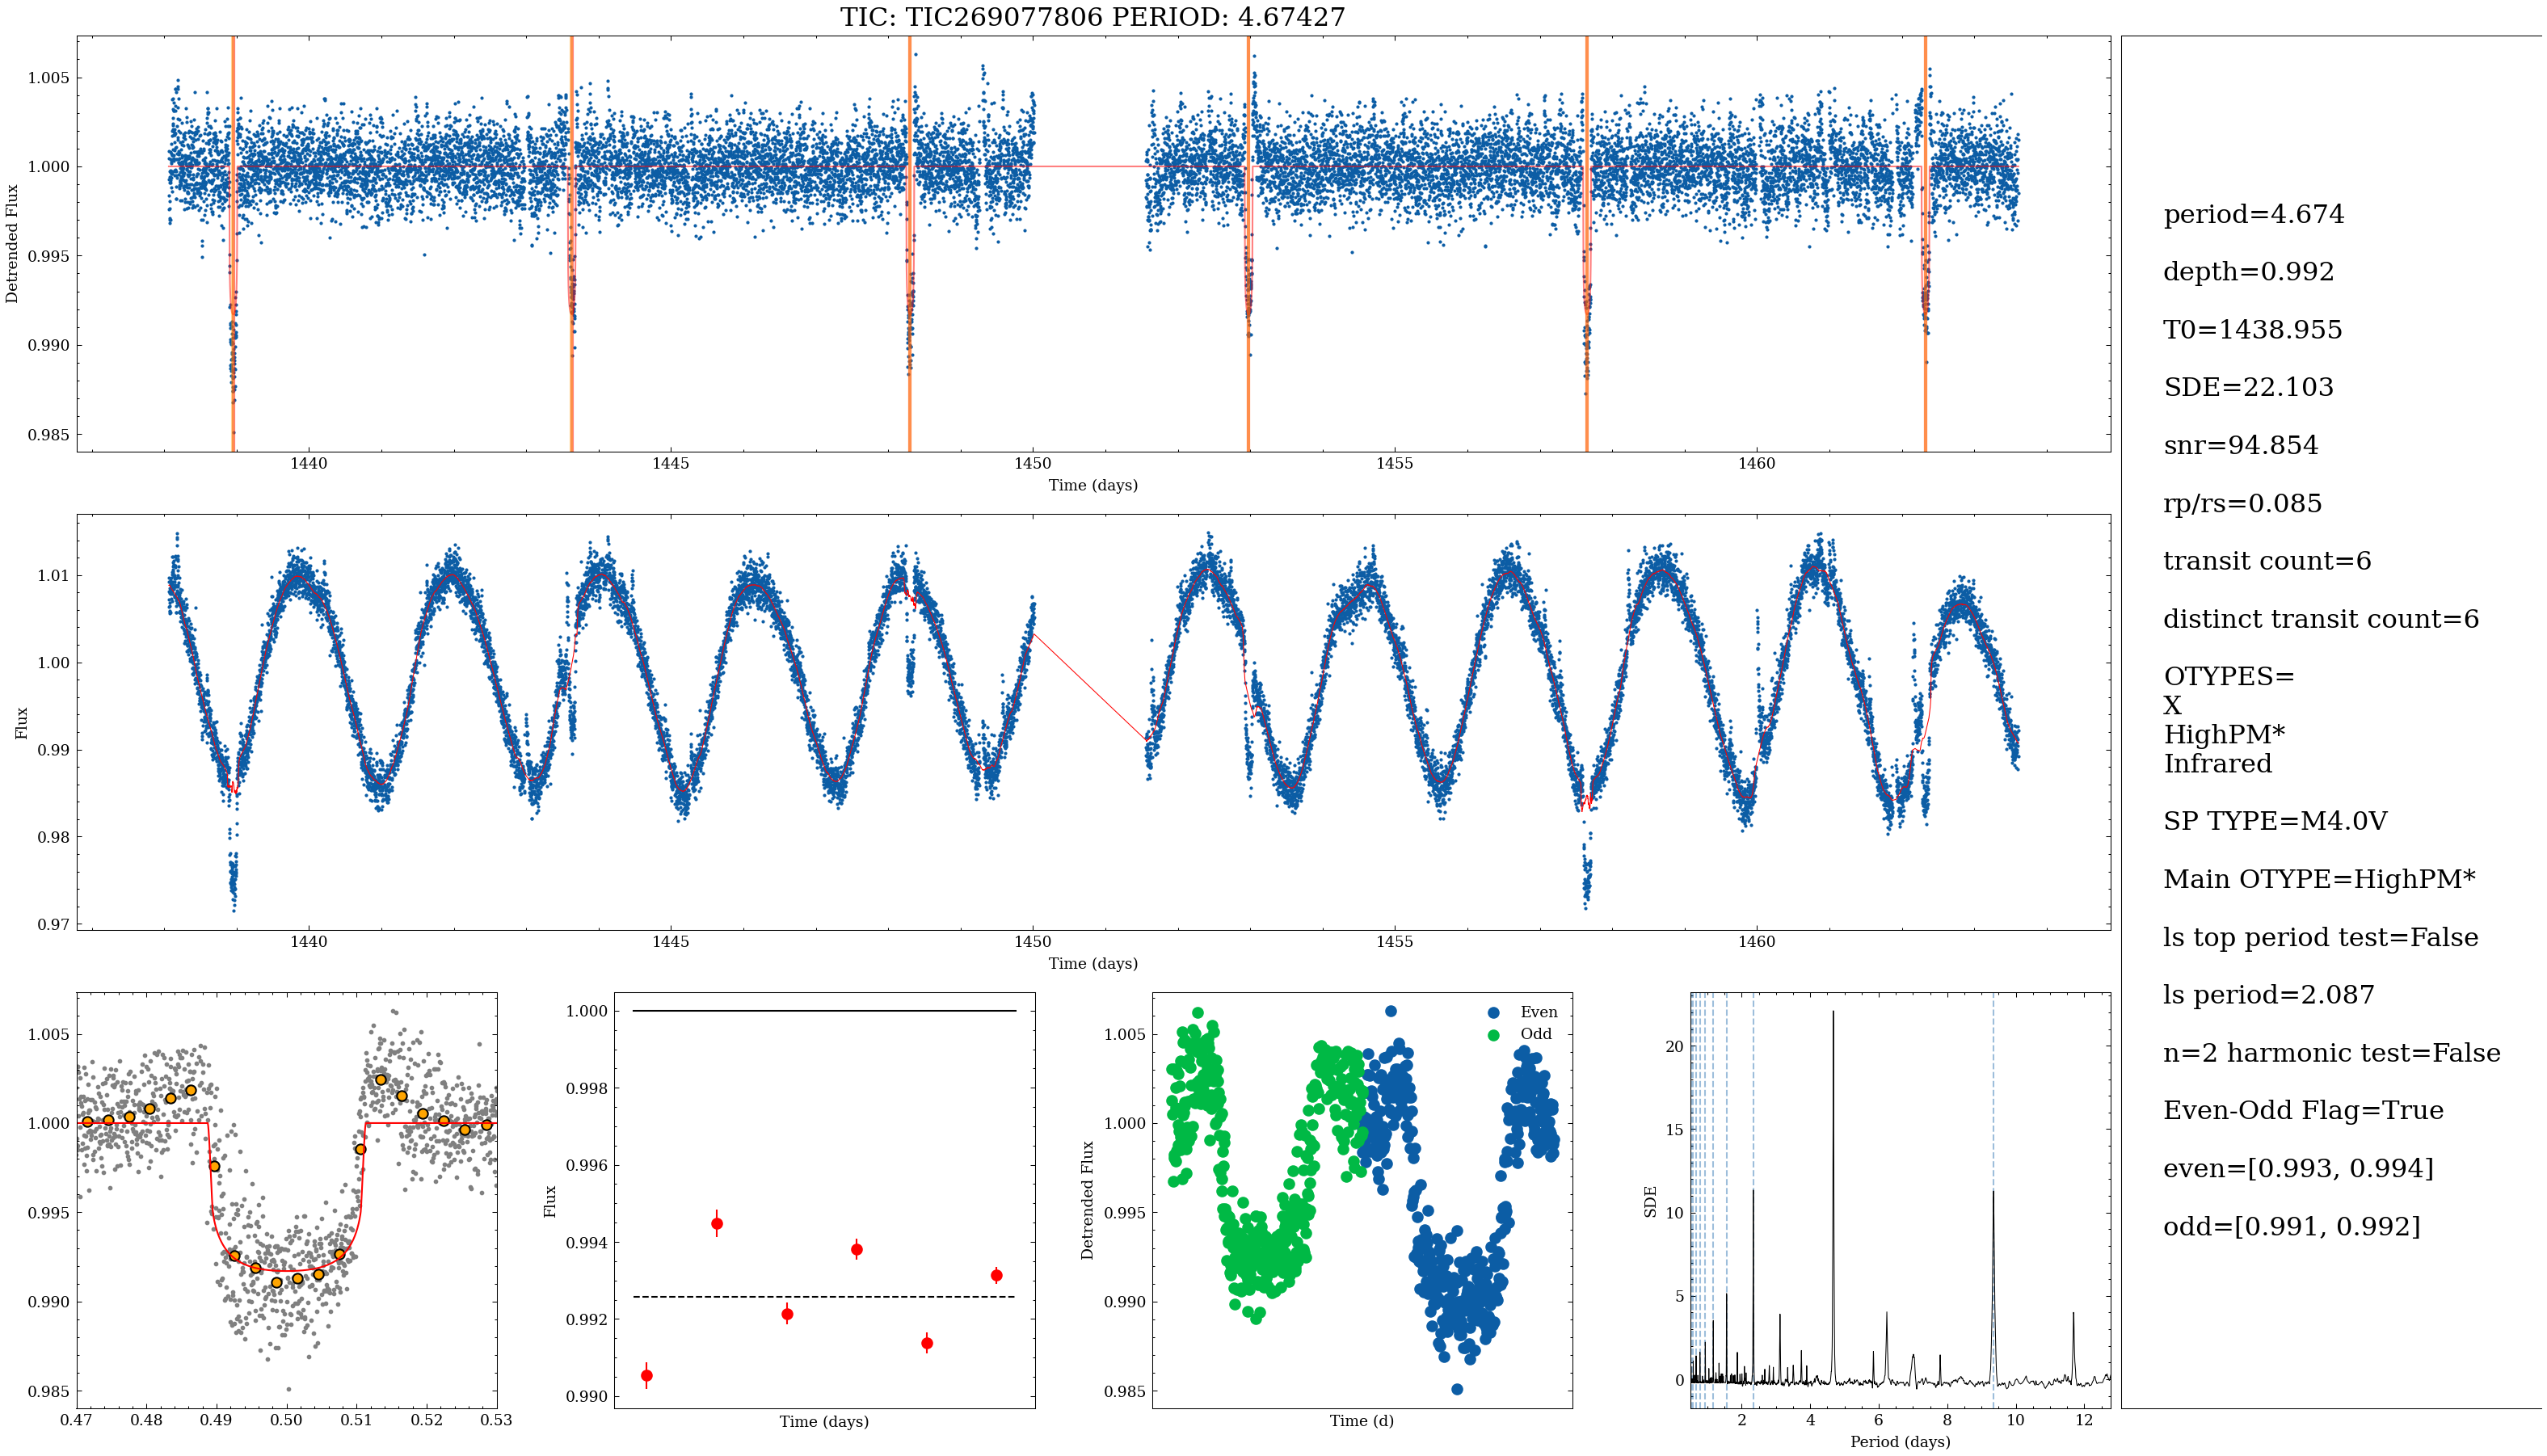 TIC: TIC269077806 PERIOD: 4.67427
1.005
1.000
0.995
0.990
0.985
Detrended Flux
1440
1445
1450
1455
1460
Time (days)
1.01
1.00
0.99
0.98
0.97
Flux
1440
1445
1450
1455
1460
Time (days)
1.005
1.000
0.995
0.990
0.985
0.47
0.48
0.49
0.50
0.51
0.52
0.53
1.000
0.998
0.996
0.994
0.992
0.990
Flux
Time (days)
1.005
1.000
0.995
0.990
0.985
Detrended Flux
Even
Odd
Time (d)
20
15
10
5
0
SDE
2
4
6
8
10
12
Period (days)
period=4.674
depth=0.992
T0=1438.955
SDE=22.103
snr=94.854
rp/rs=0.085
transit count=6
distinct transit count=6
OTYPES=
X
HighPM*
Infrared
SP TYPE=M4.0V
Main OTYPE=HighPM*
ls top period test=False
ls period=2.087
n=2 harmonic test=False
Even-Odd Flag=True
even=[0.993, 0.994]
odd=[0.991, 0.992]